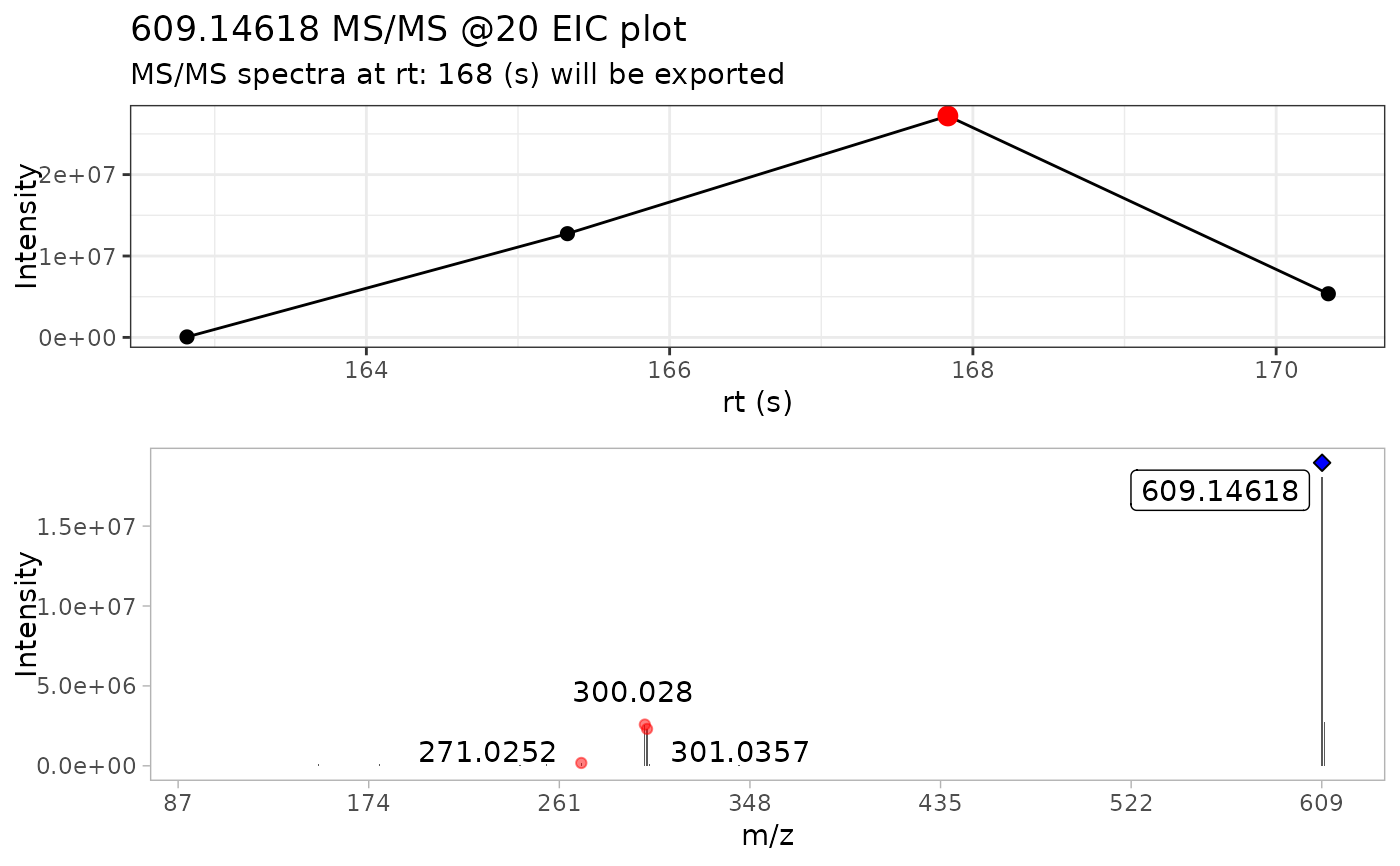 609.14618 MS/MS @20 EIC plot
MS/MS spectra at rt: 168 (s) will be exported
Intensity
2e+07
1e+07
0e+00
164 166 168 170
rt (s)
Intensity
1.5e+07
1.0e+07
5.0e+06
0.0e+00
609.14618
300.028
271.0252 301.0357
87 174 261 348 435 522 609
m/z